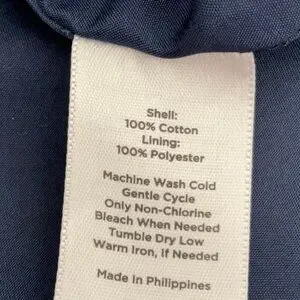 Shell:
100% Cotton
Lining:
100% Polyester
Machine Wash Cold
Gentle Cycle
Only Non-Chlorine
Bleach When Needed
Tumble Dry Low
Warm Iron, If Needed
Made In Philippines